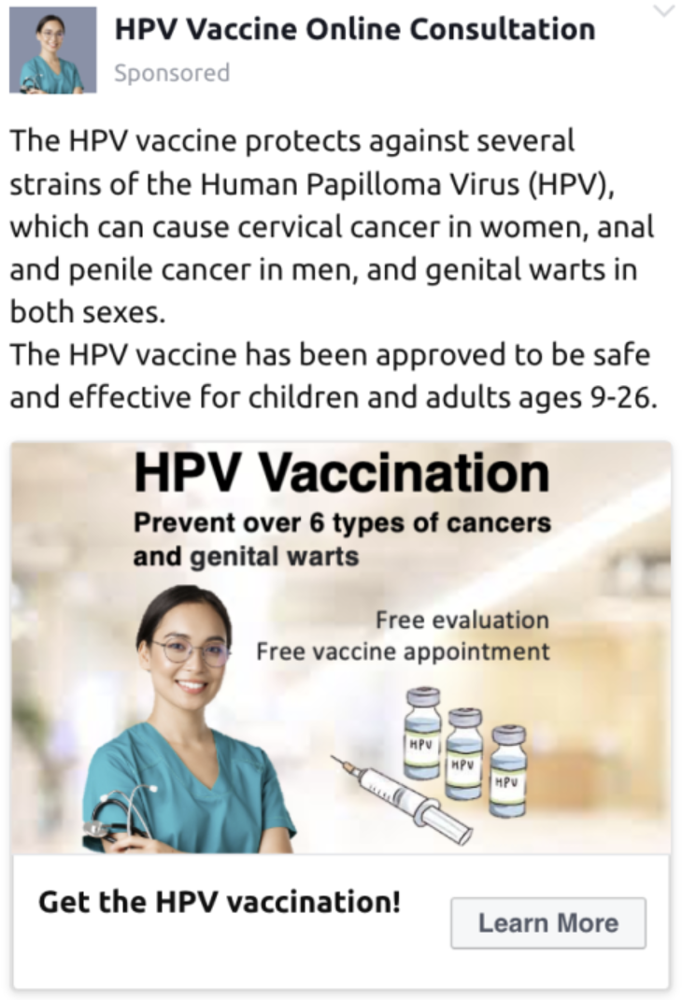 HPV Vaccine Online Consultation
Sponsored
The HPV vaccine protects against several
strains of the Human Papilloma Virus (HPV),
which can cause cervical cancer in women, anal
and penile cancer in men, and genital warts in
both sexes.
The HPV vaccine has been approved to be safe
and effective for children and adults ages 9-26.
HPV Vaccination
Prevent over 6 types of cancers
and genital warts
Free evaluation
Free vaccine appointment
HPV
HPV
HPV
Get the HPV vaccination!
Learn More